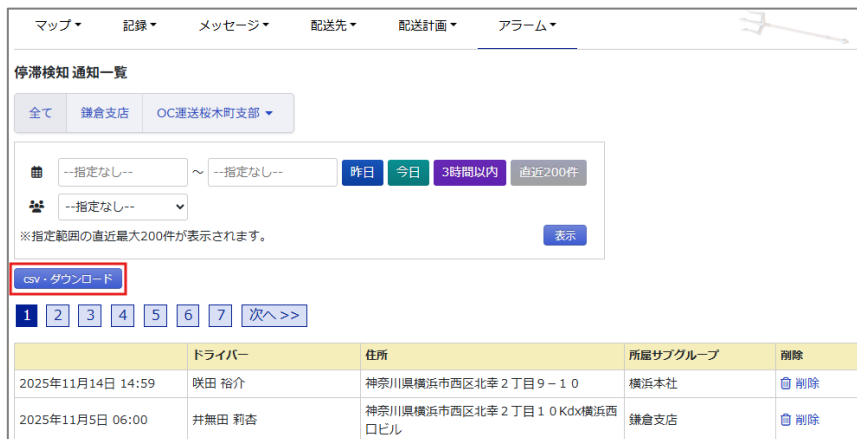 マップ 記録 メッセージ 配送先 配送計画 アラーム
停滞検知 通知一覧
全て 鎌倉支店 OC運送桜木町支部
--指定なし-- ～ --指定なし-- 昨日 今日 3時間以内 直近200件
--指定なし--
※指定範囲の直近最大200件が表示されます。 表示
csv・ダウンロード
1 2 3 4 5 6 7 次へ >>
ドライバー 住所 所属サブグループ 削除
2025年11月14日 14:59 咲田 裕介 神奈川県横浜市西区北幸２丁目９－１０ 横浜本社 削除
2025年11月5日 06:00 井無田 莉杏 神奈川県横浜市西区北幸２丁目１０Kdx横浜西 鎌倉支店 削除
口ビル